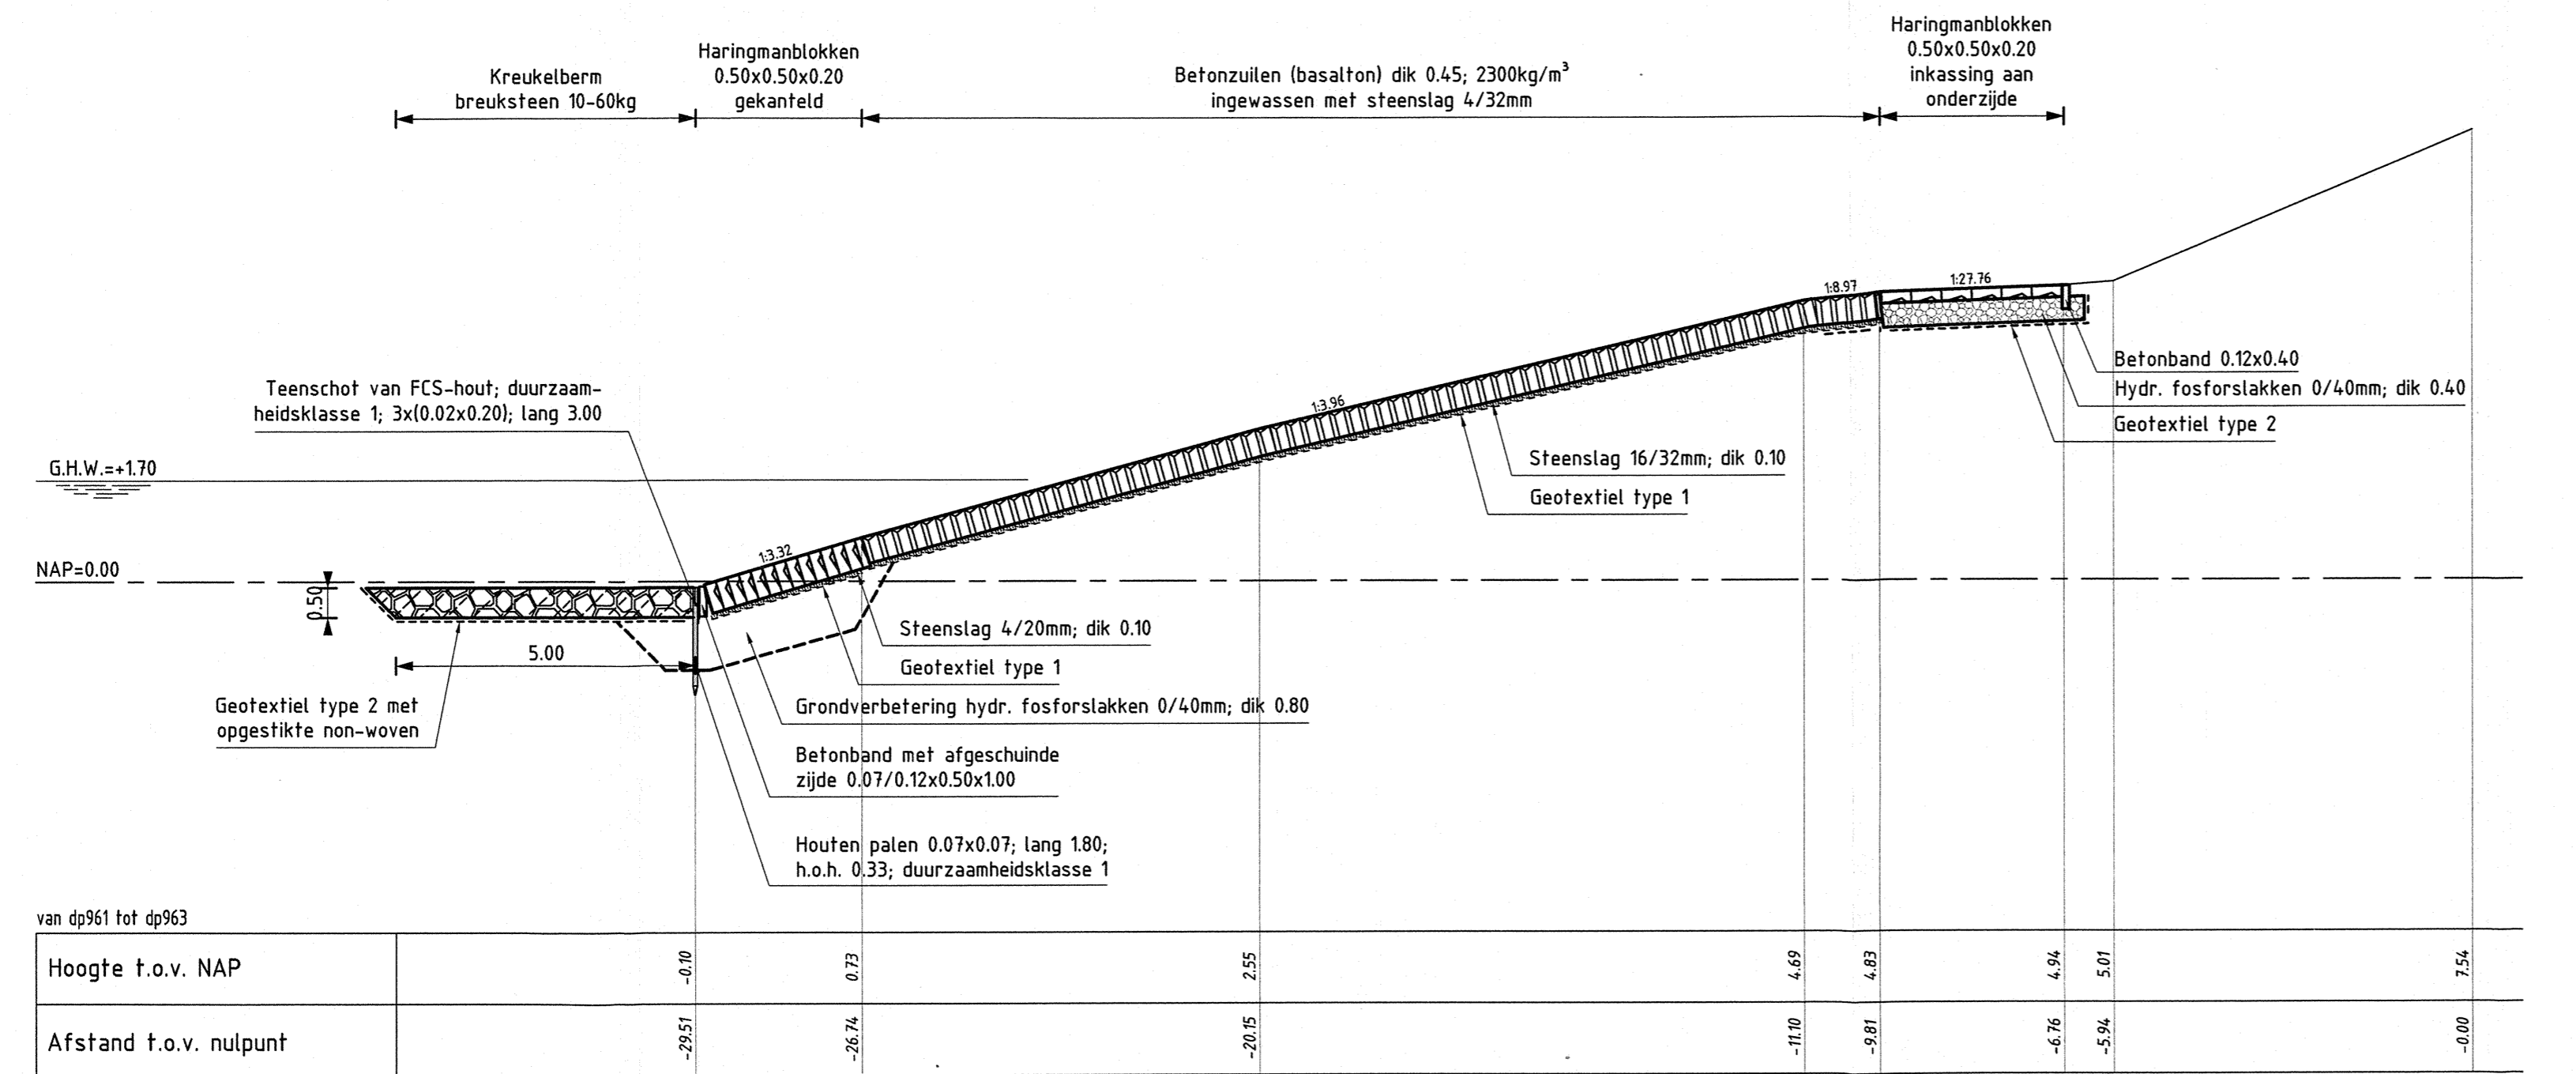 Haringmanblokken
0.50x0.50x0.20
inkassing aan
onderzijde
Haringmanblokken
0.50x0.50x0.20
gekanteld
Kreukelberm
breuksteen 10-60kg
Betonzuilen (basalton) dik 0.45; 2300kg/m³
ingewassen met steenslag 4/32mm
1:8.97
1:27.76
Betonband 0.12x0.40
Hydr. fosforslakken 0/40mm; dik 0.40
Geotextiel type 2
Teenschot van FCS-hout; duurzaam-
heidsklasse 1; 3x(0.02x0.20); lang 3.00
1:3.96
Steenslag 16/32mm; dik 0.10
Geotextiel type 1
G.H.W.=+1.70
1:3.32
NAP=0.00
0.50
5.00
Steenslag 4/20mm; dik 0.10
Geotextiel type 1
Geotextiel type 2 met
opgestikte non-woven
Grondverbetering hydr. fosforslakken 0/40mm; dik 0.80
Betonband met afgeschuinde
zijde 0.07/0.12x0.50x1.00
Houten palen 0.07x0.07; lang 1.80;
h.o.h. 0.33; duurzaamheidsklasse 1
van dp961 tot dp963
Hoogte t.o.v. NAP -0.10 0.73 2.55 4.69 4.83 4.94 5.01 7.54
Afstand t.o.v. nulpunt -29.51 -26.74 -20.15 -11.10 -9.81 -6.76 -5.94 -0.00